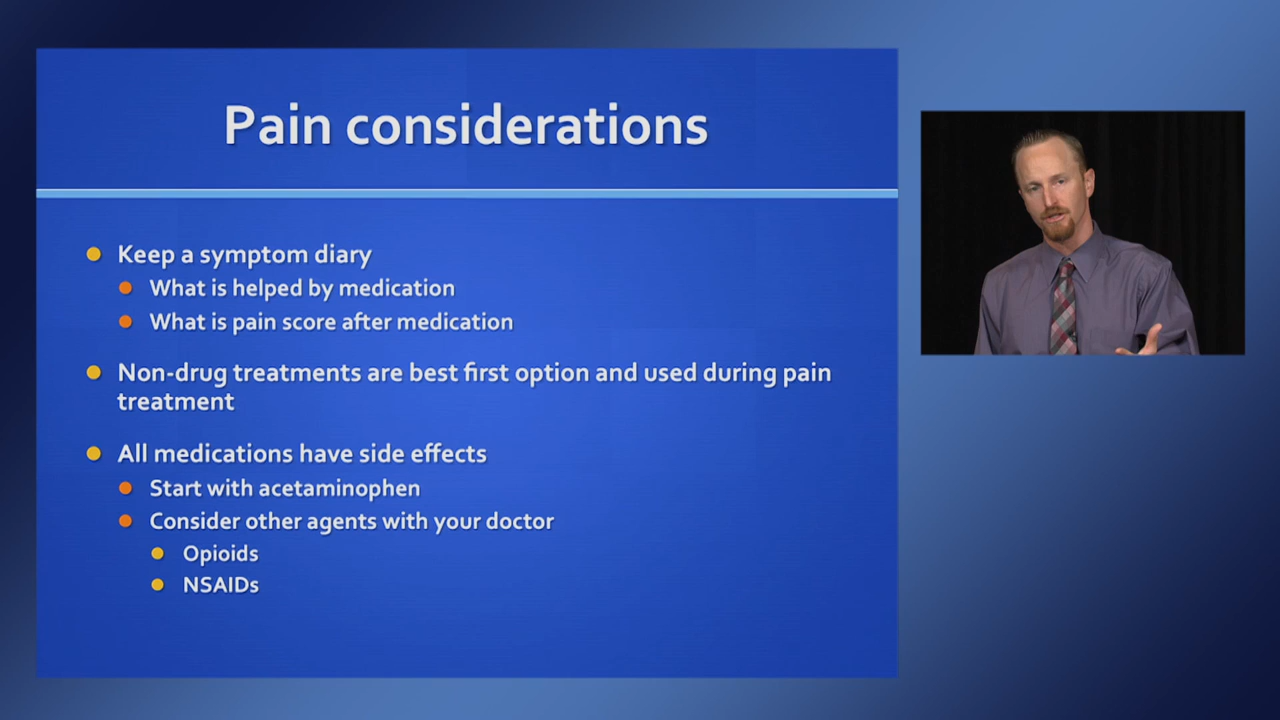 Pain considerations
Keep a symptom diary
What is helped by medication
What is pain score after medication
Non-drug treatments are best first option and used during pain
treatment
All medications have side effects
Start with acetaminophen
Consider other agents with your doctor
Opioids
NSAIDs